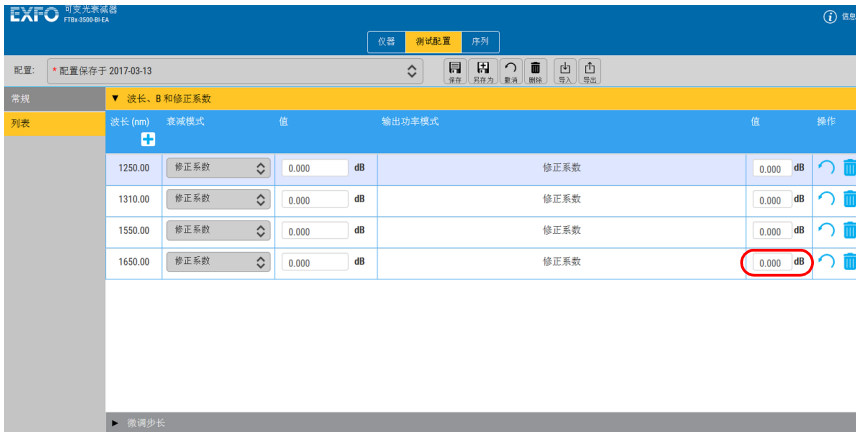 EXFO 可变光衰减器
FTBx-3500-BI-EA
信息
仪器 测试配置 序列
配置: * 配置保存于 2017-03-13
保存 另存为 取消 删除 导入 导出
常规
列表
▼ 波长、B 和修正系数
波长 (nm) 衰减模式 值 输出功率模式 值 操作
1250.00 修正系数 0.000 dB 修正系数 0.000 dB
1310.00 修正系数 0.000 dB 修正系数 0.000 dB
1550.00 修正系数 0.000 dB 修正系数 0.000 dB
1650.00 修正系数 0.000 dB 修正系数 0.000 dB
► 微调步长